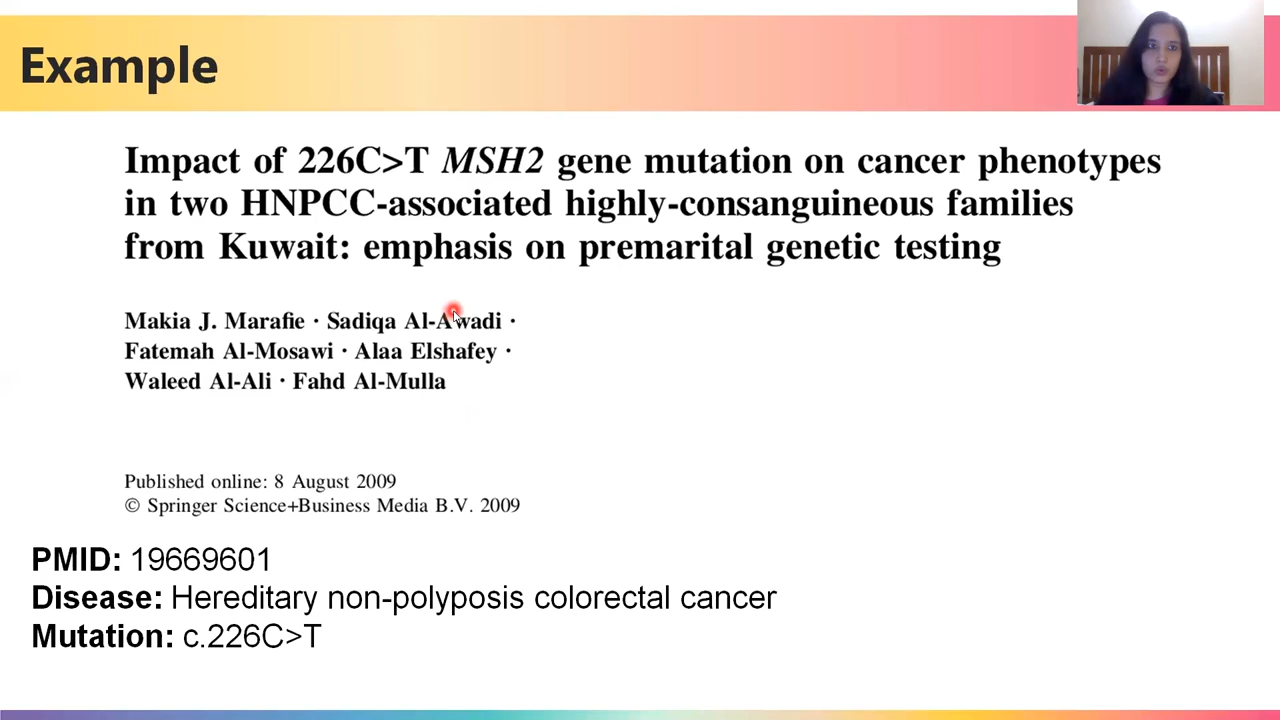 Example
Impact of 226C>T MSH2 gene mutation on cancer phenotypes
in two HNPCC-associated highly-consanguineous families
from Kuwait: emphasis on premarital genetic testing
Makia J. Marafie · Sadiqa Al-Awadi ·
Fatemah Al-Mosawi · Alaa Elshafey ·
Waleed Al-Ali · Fahd Al-Mulla
Published online: 8 August 2009
© Springer Science+Business Media B.V. 2009
PMID: 19669601
Disease: Hereditary non-polyposis colorectal cancer
Mutation: c.226C>T